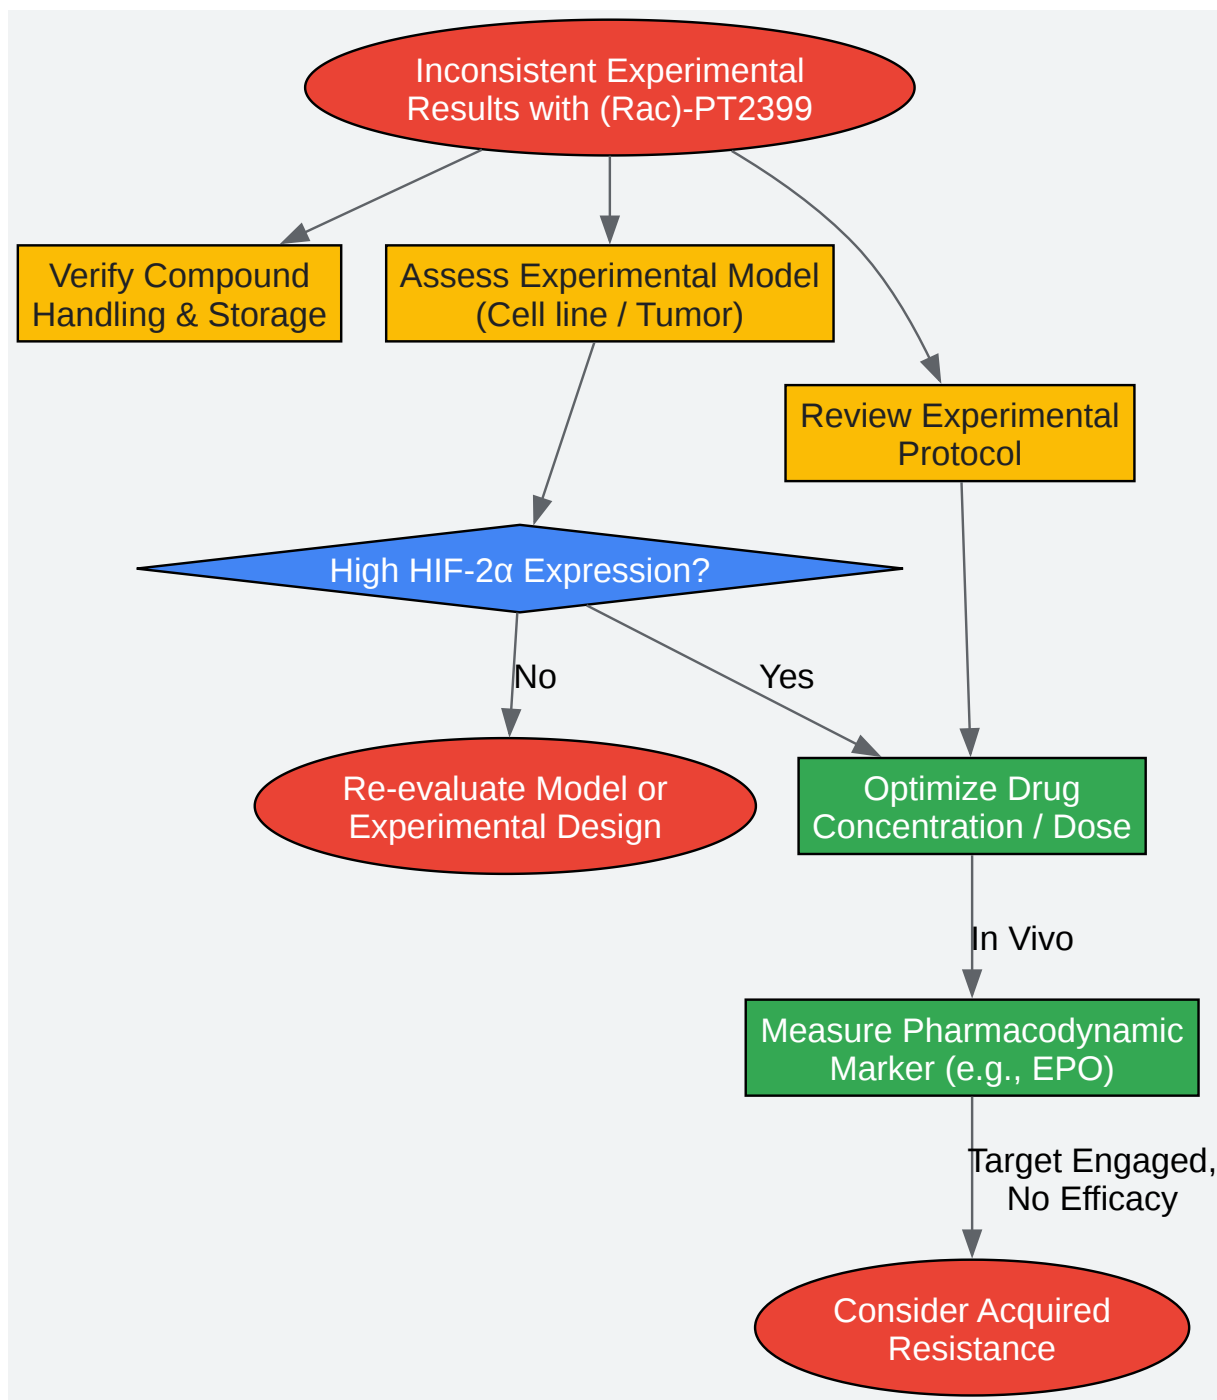 Inconsistent Experimental
Results with (Rac)-PT2399
Verify Compound
Handling & Storage
Assess Experimental Model
(Cell line / Tumor)
Review Experimental
Protocol
High HIF-2α Expression?
No
Yes
Re-evaluate Model or
Experimental Design
Optimize Drug
Concentration / Dose
In Vivo
Measure Pharmacodynamic
Marker (e.g., EPO)
Target Engaged,
No Efficacy
Consider Acquired
Resistance